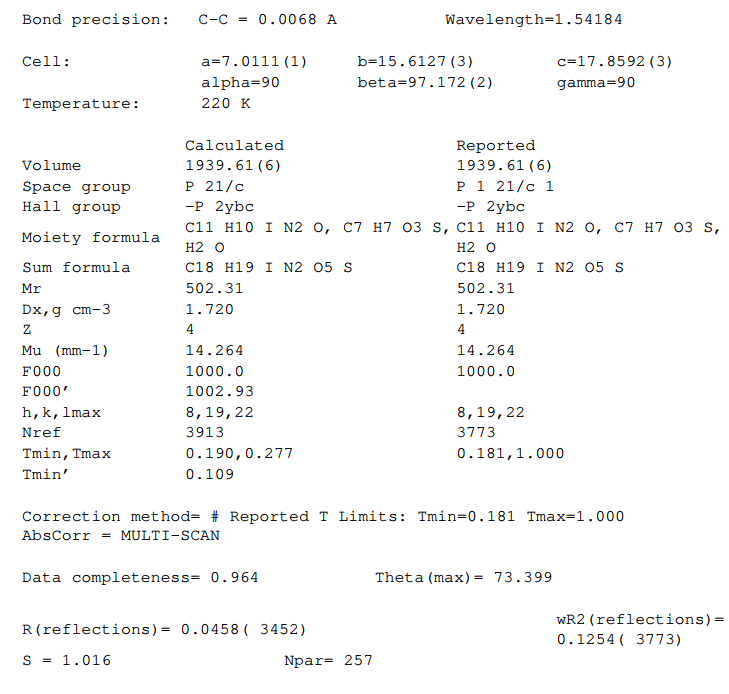 Bond precision: C-C = 0.0068 A Wavelength=1.54184
Cell: a=7.0111(1) b=15.6127(3) c=17.8592(3)
alpha=90 beta=97.172(2) gamma=90
Temperature: 220 K
Calculated Reported
Volume 1939.61(6) 1939.61(6)
Space group P 21/c P 1 21/c 1
Hall group -P 2ybc -P 2ybc
Moiety formula C11 H10 I N2 O, C7 H7 O3 S, H2 O C11 H10 I N2 O, C7 H7 O3 S, H2 O
Sum formula C18 H19 I N2 O5 S C18 H19 I N2 O5 S
Mr 502.31 502.31
Dx,g cm-3 1.720 1.720
Z 4 4
Mu (mm-1) 14.264 14.264
F000 1000.0 1000.0
F000′ 1002.93
h,k,lmax 8,19,22 8,19,22
Nref 3913 3773
Tmin,Tmax 0.190,0.277 0.181,1.000
Tmin′ 0.109
Correction method= # Reported T Limits: Tmin=0.181 Tmax=1.000
AbsCorr = MULTI-SCAN
Data completeness= 0.964 Theta(max)= 73.399
R(reflections)= 0.0458( 3452) wR2(reflections)= 0.1254( 3773)
S = 1.016 Npar= 257